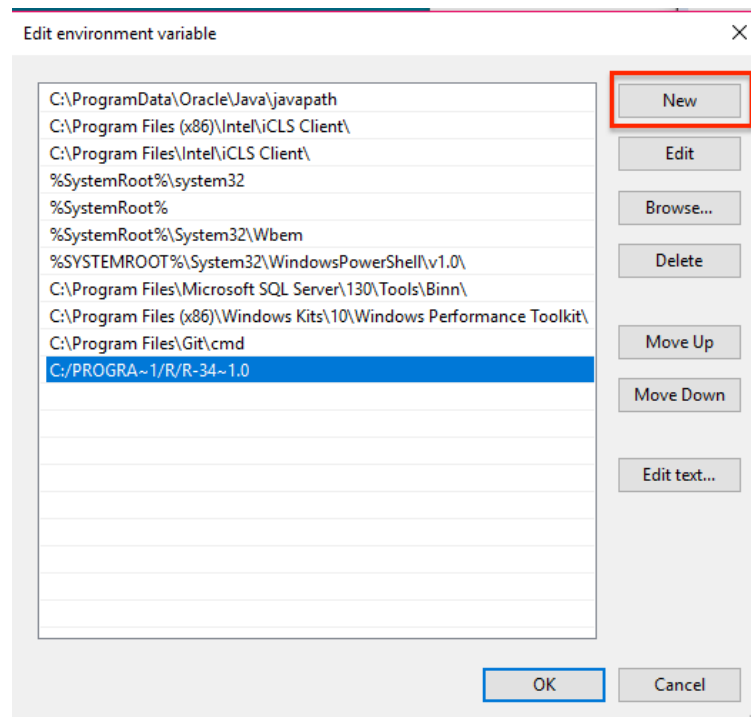 Edit environment variable
C:\ProgramData\Oracle\Java\javapath
C:\Program Files (x86)\Intel\iCLS Client\
C:\Program Files\Intel\iCLS Client\
%SystemRoot%\system32
%SystemRoot%
%SystemRoot%\System32\Wbem
%SYSTEMROOT%\System32\WindowsPowerShell\v1.0\
C:\Program Files\Microsoft SQL Server\130\Tools\Binn\
C:\Program Files (x86)\Windows Kits\10\Windows Performance Toolkit\
C:\Program Files\Git\cmd
C:/PROGRA~1/R/R-34~1.0
New
Edit
Browse...
Delete
Move Up
Move Down
Edit text...
OK
Cancel